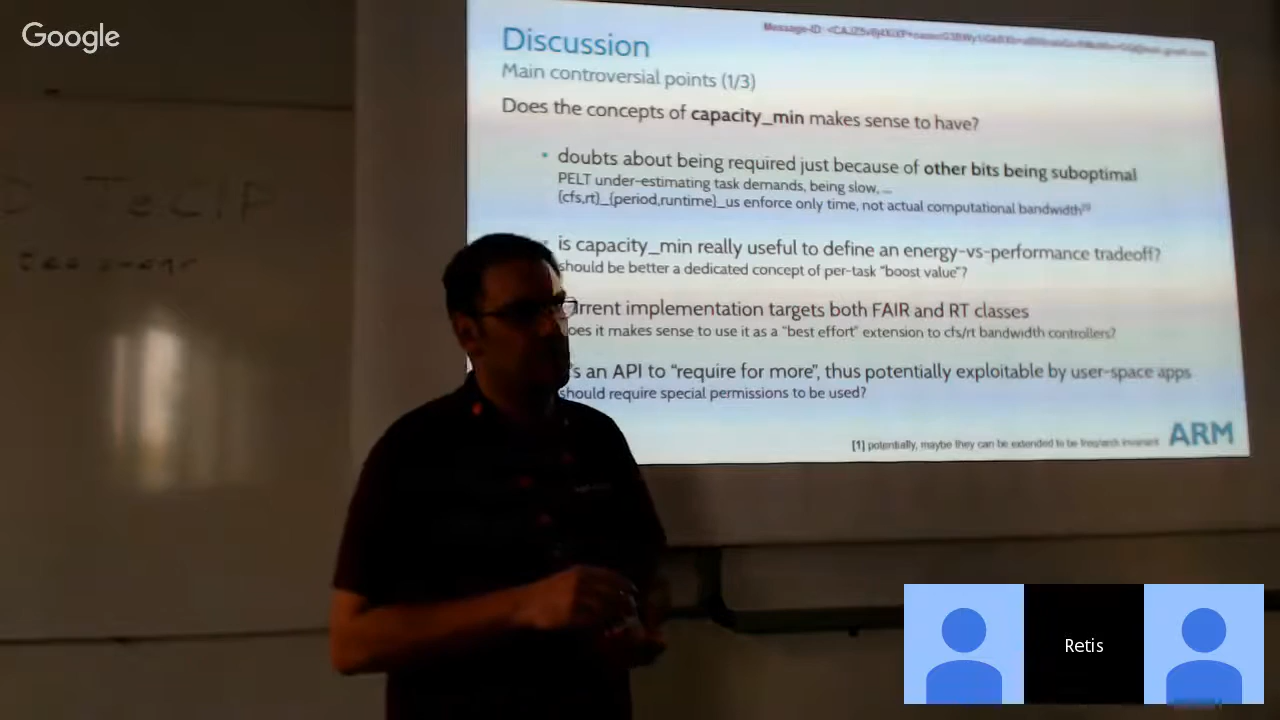 Google
Discussion
Message-ID:
Main controversial points (1/3)
Does the concepts of capacity_min makes sense to have?
doubts about being required just because of other bits being suboptimal
PELT under-estimating task demands, being slow, ...
{cfs,rt}_{period,runtime}_us enforce only time, not actual computational bandwidth
is capacity_min really useful to define an energy-vs-performance tradeoff?
should be better a dedicated concept of per-task "boost value"?
rrent implementation targets both FAIR and RT classes
oes it makes sense to use it as a "best effort" extension to cfs/rt bandwidth controllers?
's an API to "require for more", thus potentially exploitable by user-space apps
should require special permissions to be used?
[1] potentially, maybe they can be extended to be freq/arch invariant
ARM
TeCIP
Retis